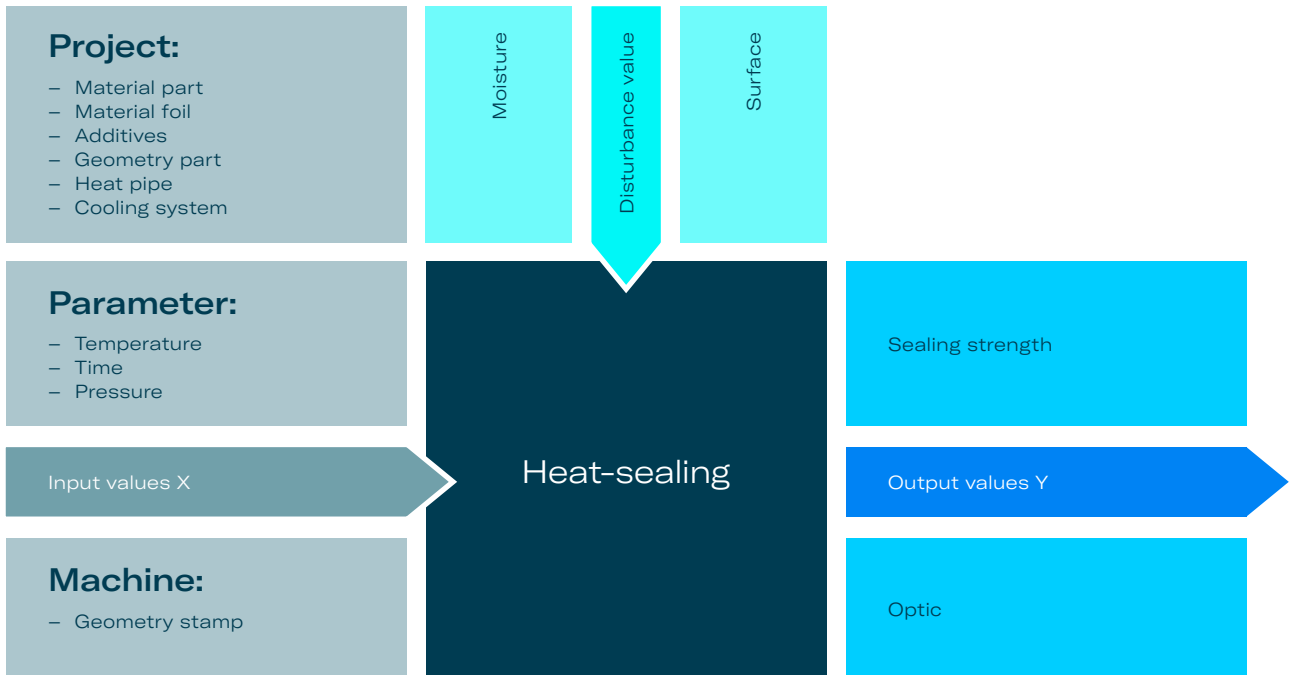 Project:
– Material part
– Material foil
– Additives
– Geometry part
– Heat pipe
– Cooling system
Moisture
Disturbance value
Surface
Parameter:
– Temperature
– Time
– Pressure
Sealing strength
Input values X
Heat-sealing
Output values Y
Machine:
– Geometry stamp
Optic